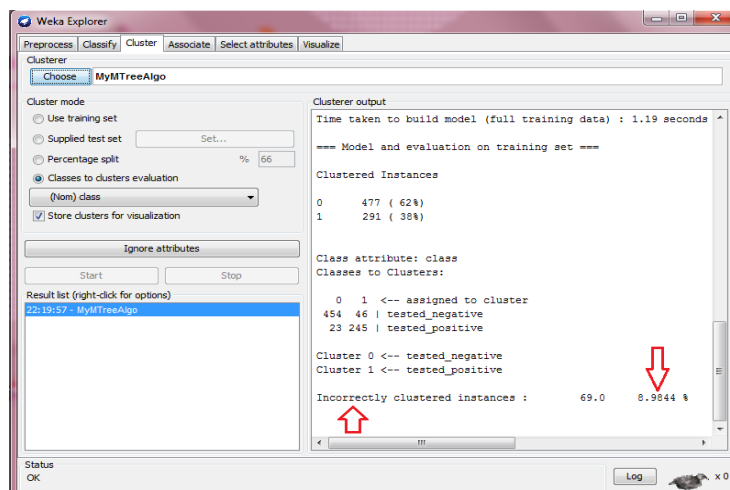 Weka Explorer
Preprocess Classify Cluster Associate Select attributes Visualize
Clusterer
Choose MyMTreeAlgo
Cluster mode
Use training set
Supplied test set Set...
Percentage split % 66
Classes to clusters evaluation
(Nom) class
Store clusters for visualization
Ignore attributes
Start Stop
Result list (right-click for options)
22:19:57 - MyMTreeAlgo
Clusterer output
Time taken to build model (full training data) : 1.19 seconds
=== Model and evaluation on training set ===
Clustered Instances
0 477 ( 62%)
1 291 ( 38%)
Class attribute: class
Classes to Clusters:
0 1 <-- assigned to cluster
454 46 | tested_negative
23 245 | tested_positive
Cluster 0 <-- tested_negative
Cluster 1 <-- tested_positive
Incorrectly clustered instances : 69.0 8.9844 %
Status
OK
Log x 0